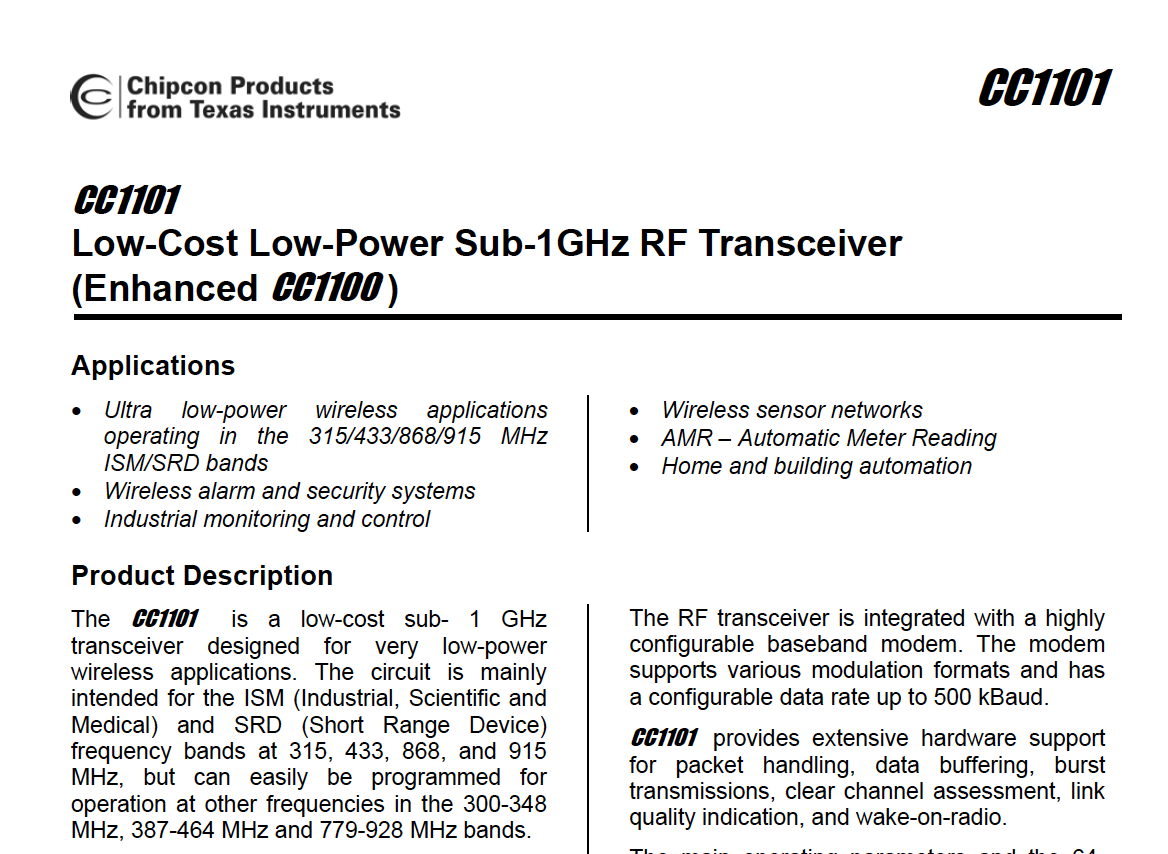 Chipcon Products
from Texas Instruments
CC1101
CC1101
Low-Cost Low-Power Sub-1GHz RF Transceiver
(Enhanced CC1100 )
Applications
• Ultra low-power wireless applications
operating in the 315/433/868/915 MHz
ISM/SRD bands
• Wireless alarm and security systems
• Industrial monitoring and control
• Wireless sensor networks
• AMR – Automatic Meter Reading
• Home and building automation
Product Description
The CC1101 is a low-cost sub- 1 GHz
transceiver designed for very low-power
wireless applications. The circuit is mainly
intended for the ISM (Industrial, Scientific and
Medical) and SRD (Short Range Device)
frequency bands at 315, 433, 868, and 915
MHz, but can easily be programmed for
operation at other frequencies in the 300-348
MHz, 387-464 MHz and 779-928 MHz bands.
The RF transceiver is integrated with a highly
configurable baseband modem. The modem
supports various modulation formats and has
a configurable data rate up to 500 kBaud.
CC1101 provides extensive hardware support
for packet handling, data buffering, burst
transmissions, clear channel assessment, link
quality indication, and wake-on-radio.
The main operating parameters and the 64-